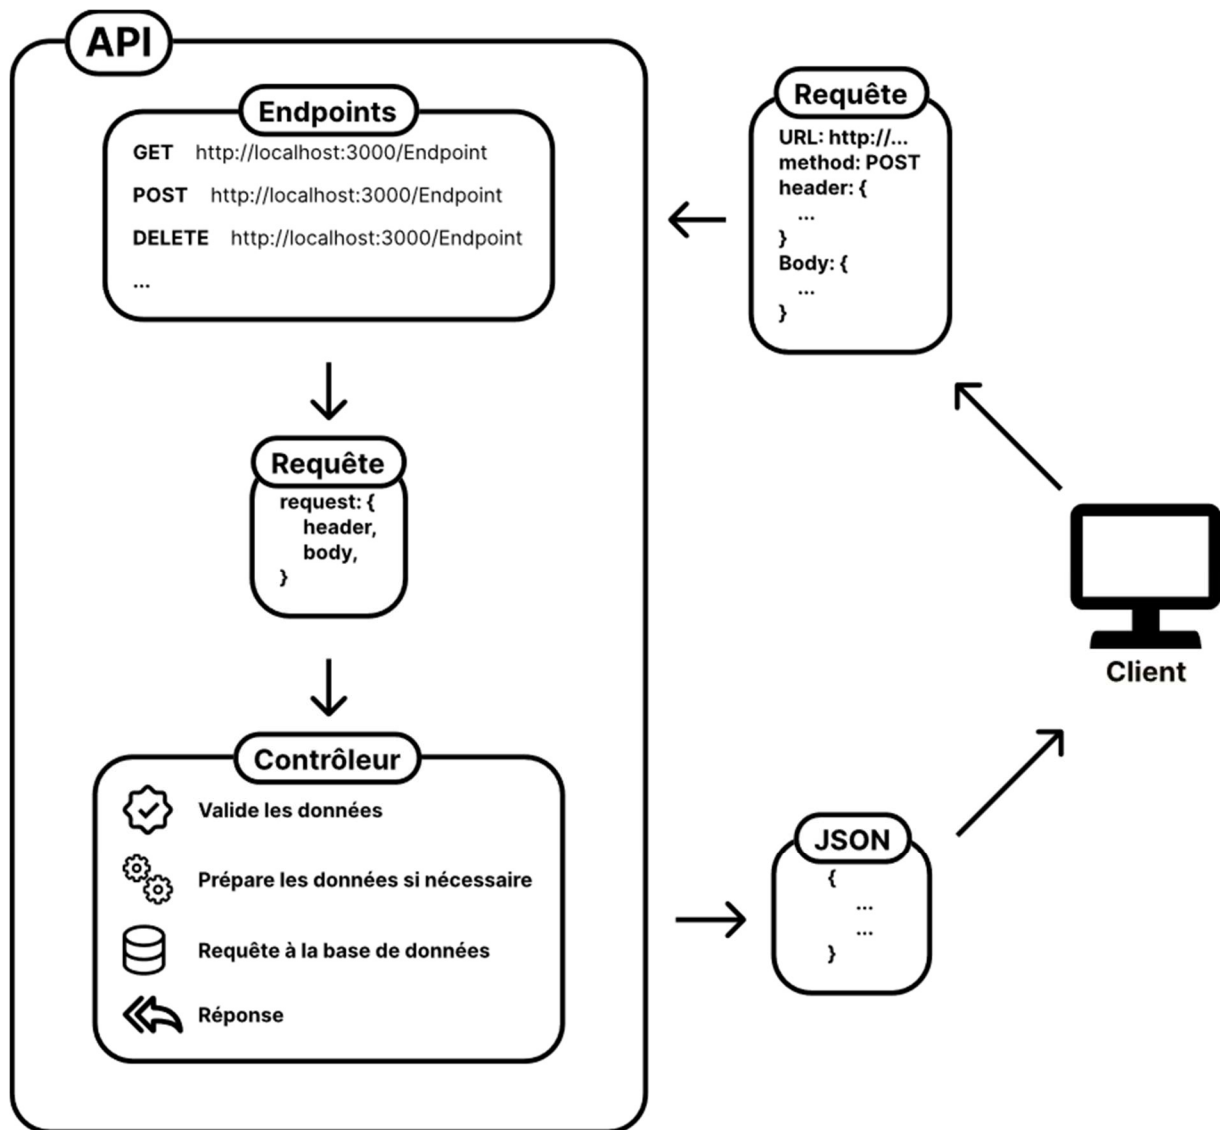 API
Endpoints
GET http://localhost:3000/Endpoint
POST http://localhost:3000/Endpoint
DELETE http://localhost:3000/Endpoint
...
Requête
request: {
header,
body,
}
Contrôleur
Valide les données
Prépare les données si nécessaire
Requête à la base de données
Réponse
Requête
URL: http://...
method: POST
header: {
...
}
Body: {
...
}
Client
JSON
{
...
...
}